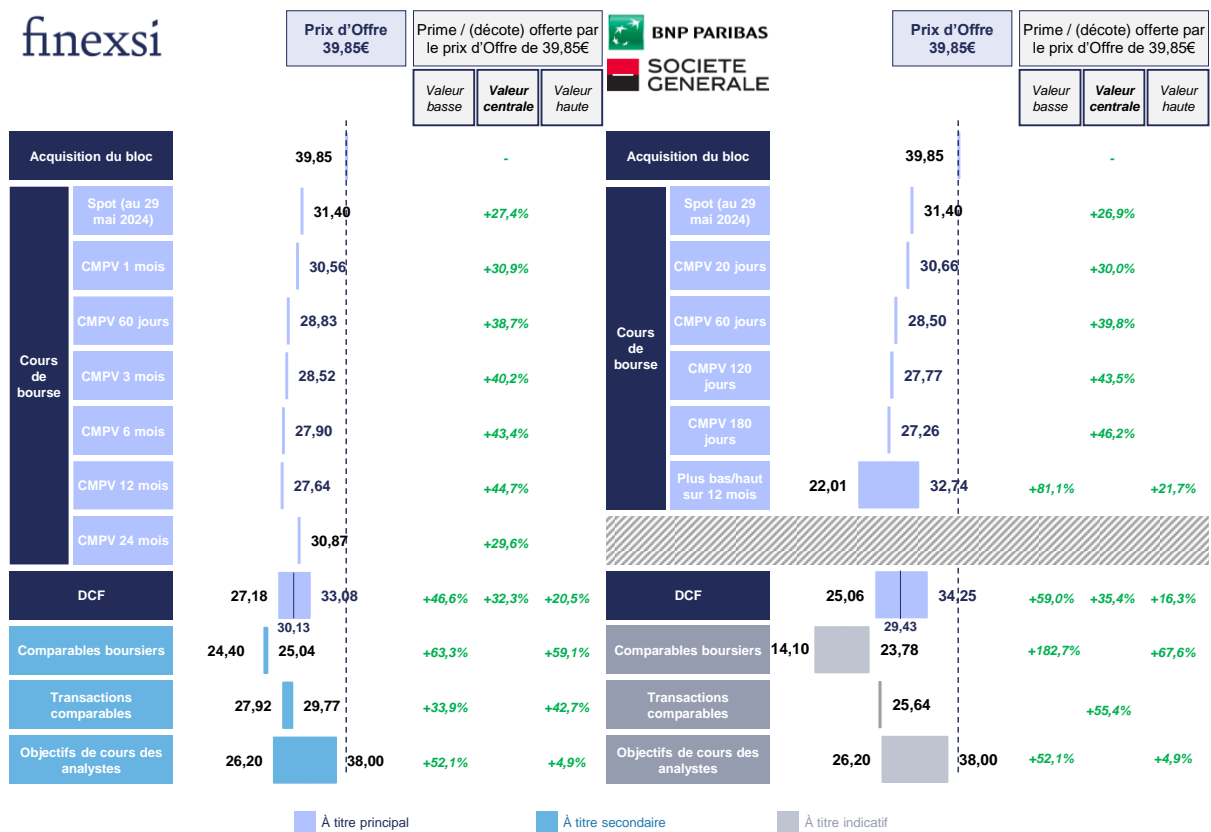 finexsi
Prix d'Offre
39,85€
Prime / (décote) offerte par
le prix d'Offre de 39,85€
Valeur
basse
Valeur
centrale
Valeur
haute
Acquisition du bloc
39,85
-
Cours
de
bourse
Spot (au 29
mai 2024)
31,40
+27,4%
CMPV 1 mois
30,56
+30,9%
CMPV 60 jours
28,83
+38,7%
CMPV 3 mois
28,52
+40,2%
CMPV 6 mois
27,90
+43,4%
CMPV 12 mois
27,64
+44,7%
CMPV 24 mois
30,87
+29,6%
DCF
27,18
33,08
30,13
+46,6%
+32,3%
+20,5%
Comparables boursiers
24,40
25,04
+63,3%
+59,1%
Transactions
comparables
27,92
29,77
+33,9%
+42,7%
Objectifs de cours des
analystes
26,20
38,00
+52,1%
+4,9%
BNP PARIBAS
SOCIETE
GENERALE
Prix d'Offre
39,85€
Prime / (décote) offerte par
le prix d'Offre de 39,85€
Valeur
basse
Valeur
centrale
Valeur
haute
Acquisition du bloc
39,85
-
Cours
de
bourse
Spot (au 29
mai 2024)
31,40
+26,9%
CMPV 20 jours
30,66
+30,0%
CMPV 60 jours
28,50
+39,8%
CMPV 120
jours
27,77
+43,5%
CMPV 180
jours
27,26
+46,2%
Plus bas/haut
sur 12 mois
22,01
32,74
+81,1%
+21,7%
DCF
25,06
34,25
29,43
+59,0%
+35,4%
+16,3%
Comparables boursiers
14,10
23,78
+182,7%
+67,6%
Transactions
comparables
25,64
+55,4%
Objectifs de cours des
analystes
26,20
38,00
+52,1%
+4,9%
À titre principal
À titre secondaire
À titre indicatif